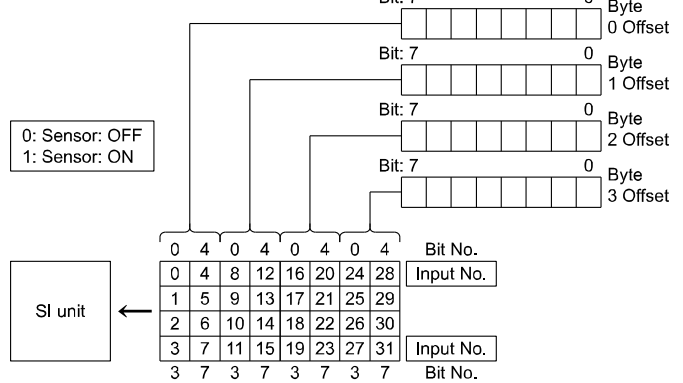 Bit: 7 0
Byte
0 Offset
Bit: 7 0
Byte
1 Offset
Bit: 7 0
Byte
2 Offset
Bit: 7 0
Byte
3 Offset
0: Sensor: OFF
1: Sensor: ON
0 4 0 4 0 4 0 4 Bit No.
0 4 8 12 16 20 24 28 Input No.
1 5 9 13 17 21 25 29
SI unit
2 6 10 14 18 22 26 30
3 7 11 15 19 23 27 31 Input No.
3 7 3 7 3 7 3 7 Bit No.